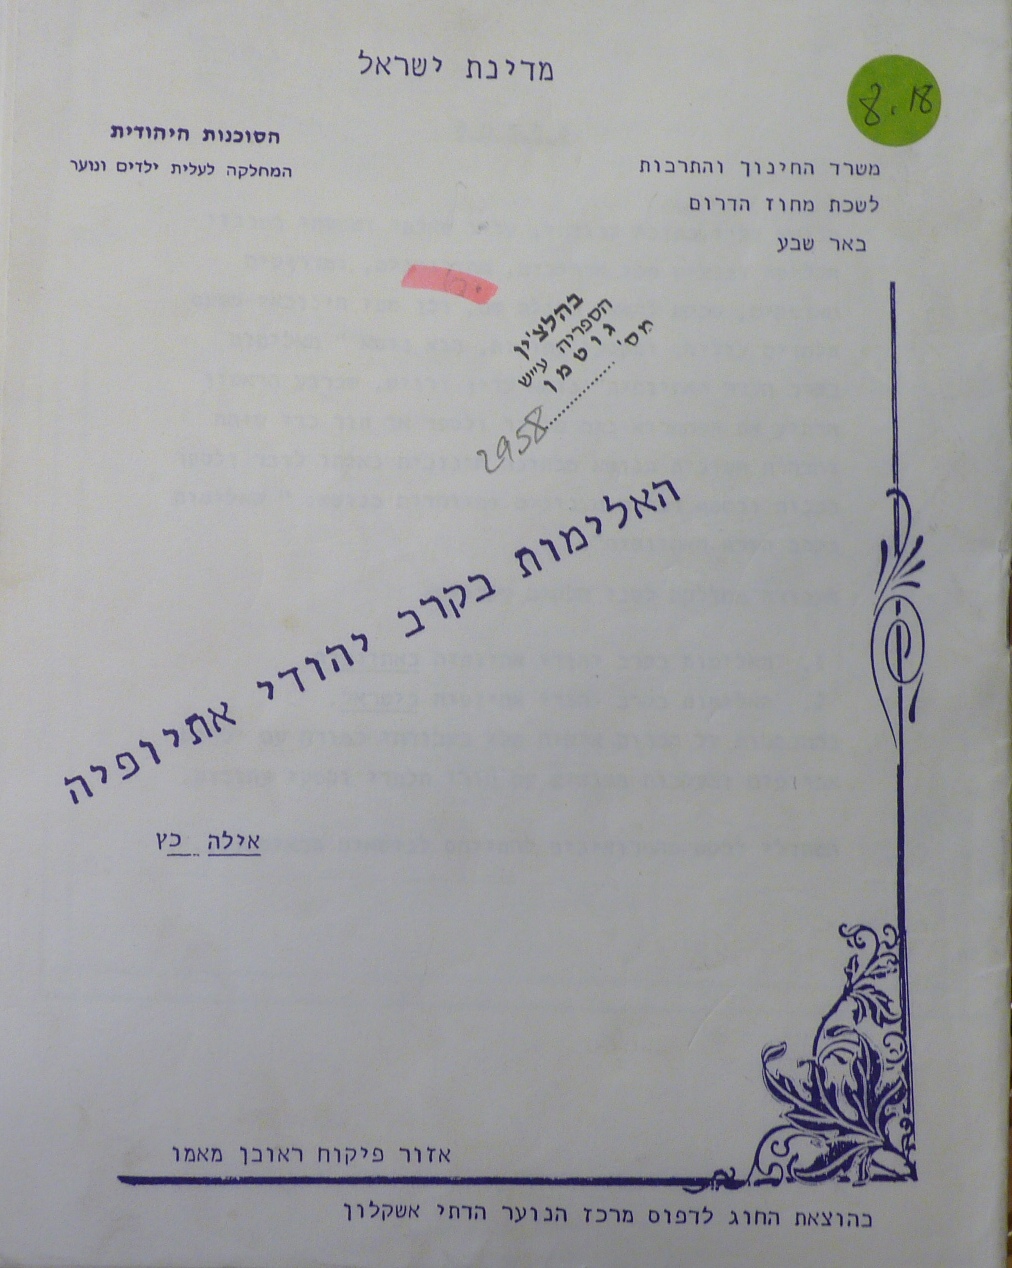 מדינת ישראל
8.18
הסוכנות היהודית
המחלקה לעלית ילדים ונוער
משרד החינוך והתרבות
לשכת מחוז הדרום
באר שבע
בהלצ'ין
הספריה ע״ש
גוטמן
מס'
2958
האלימות בקרב יהודי אתיופיה
אילה כץ
אזור פיקוח ראובן מאמו
בהוצאת החוג לדפוס מרכז הנוער הדתי אשקלון